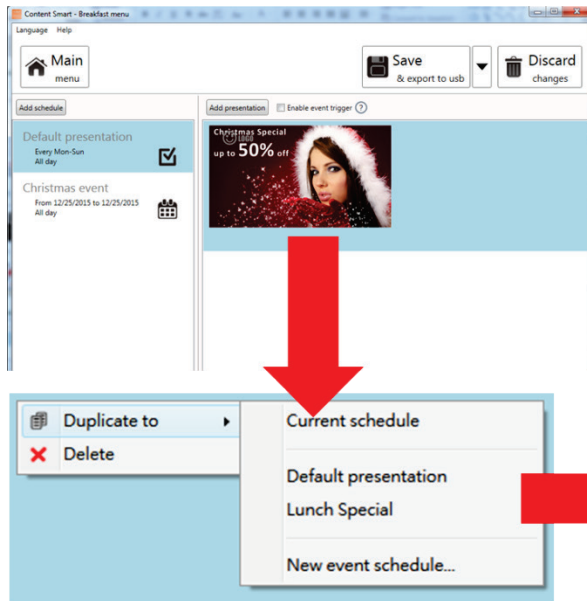 Content Smart - Breakfast menu
Language Help
Main
menu
Save
& export to usb
Discard
changes
Add schedule
Add presentation Enable event trigger ?
Default presentation
Every Mon-Sun
All day
Christmas event
From 12/25/2015 to 12/25/2015
All day
Christmas Special
LOGO
up to 50% off
Duplicate to
Delete
Current schedule
Default presentation
Lunch Special
New event schedule...